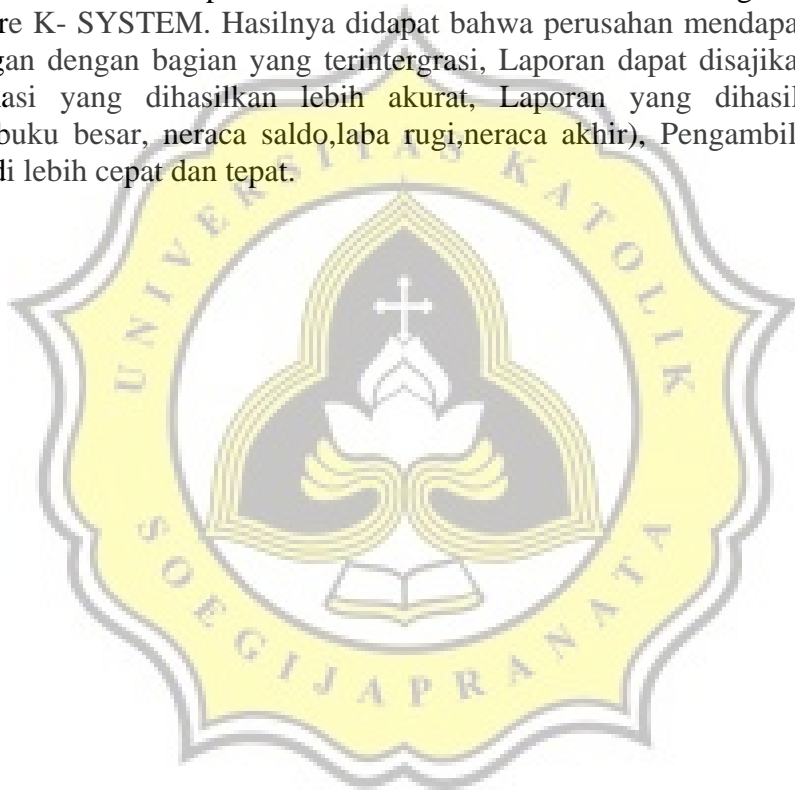 re K- SYSTEM. Hasilnya didapat bahwa perusahan mendapa
gan dengan bagian yang terintergrasi, Laporan dapat disajika
asi yang dihasilkan lebih akurat, Laporan yang dihasil
buku besar, neraca saldo,laba rugi,neraca akhir), Pengambil
di lebih cepat dan tepat.
UNIVERSITAS KATOLIK
SOEGIJAPRANATA